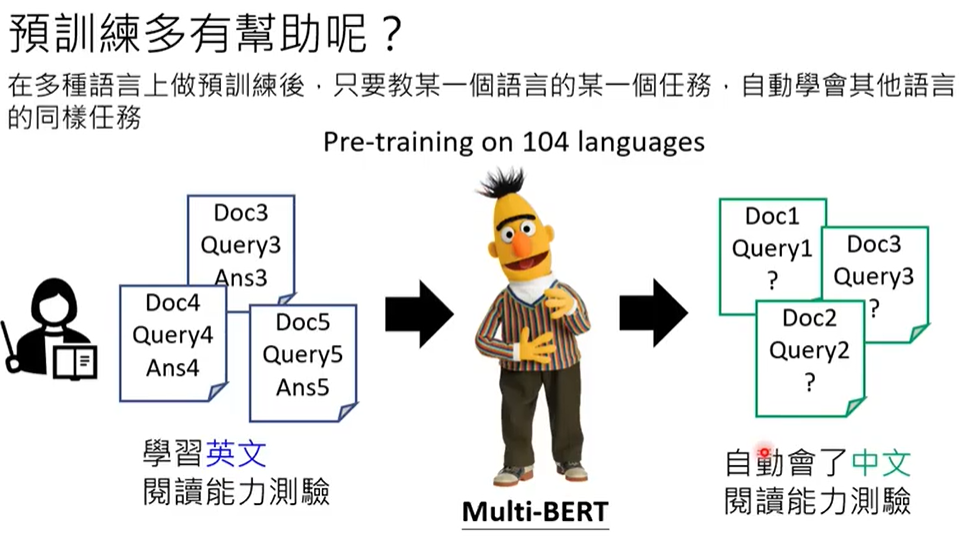 預訓練多有幫助呢？
在多種語言上做預訓練後，只要教某一個語言的某一個任務，自動學會其他語言
的同樣任務
Pre-training on 104 languages
Doc3
Query3
Ans3
Doc4
Query4
Ans4
Doc5
Query5
Ans5
學習英文
閱讀能力測驗
Multi-BERT
Doc1
Query1
?
Doc3
Query3
?
Doc2
Query2
?
自動會了中文
閱讀能力測驗